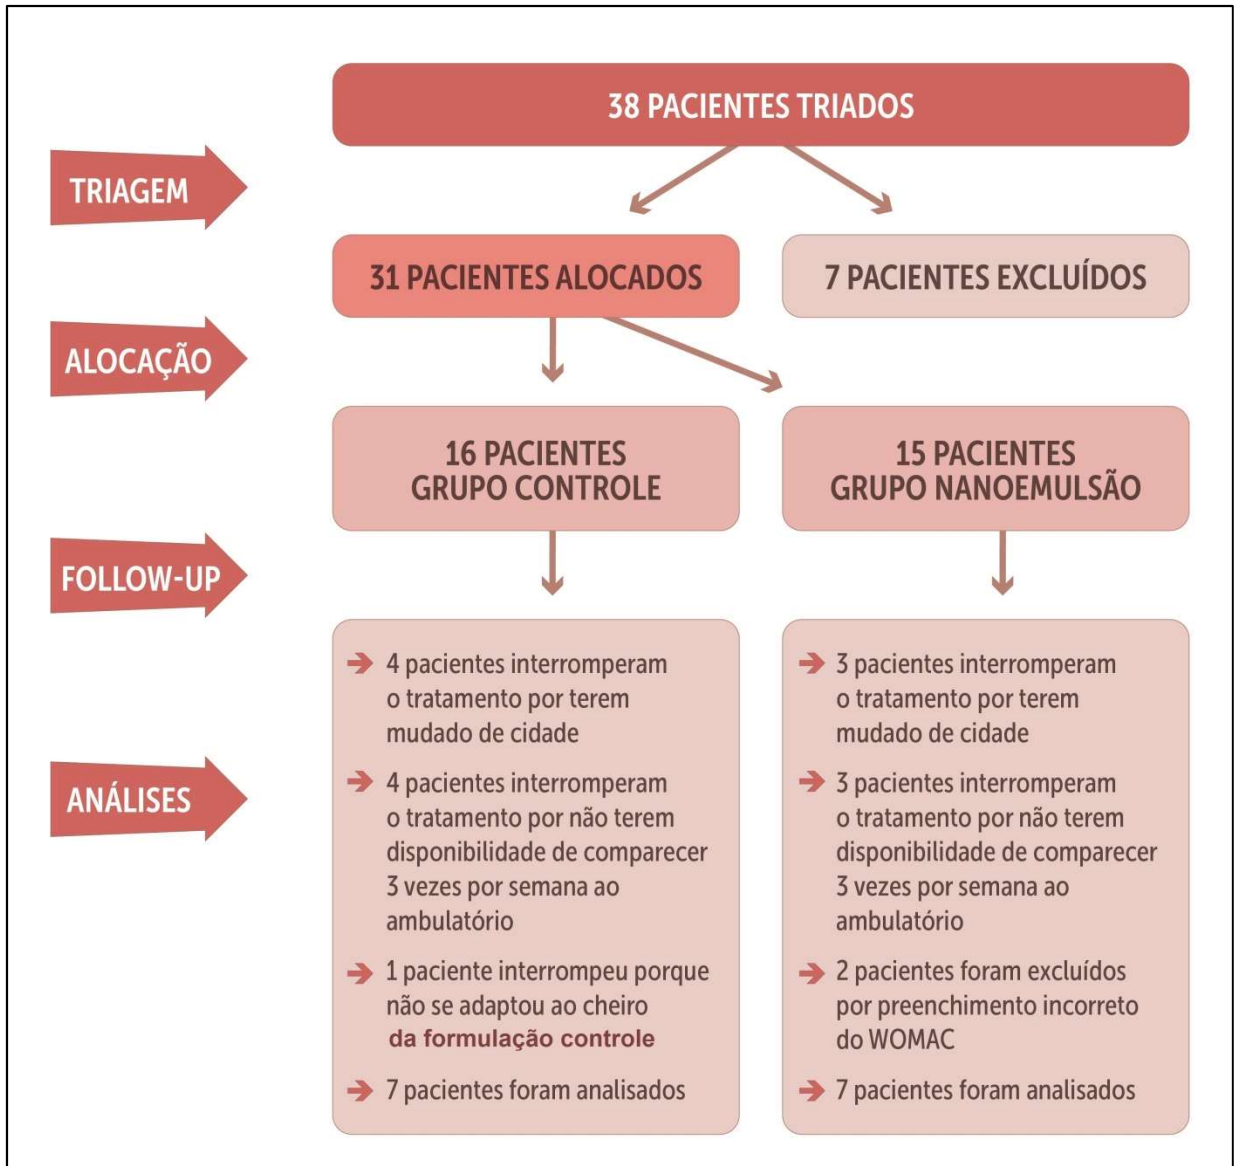 38 PACIENTES TRIADOS
TRIAGEM
31 PACIENTES ALOCADOS
7 PACIENTES EXCLUÍDOS
ALOCAÇÃO
16 PACIENTES
GRUPO CONTROLE
15 PACIENTES
GRUPO NANOEMULSÃO
FOLLOW-UP
ANÁLISES
4 pacientes interromperam
o tratamento por terem
mudado de cidade
4 pacientes interromperam
o tratamento por não terem
disponibilidade de comparecer
3 vezes por semana ao
ambulatório
1 paciente interrompeu porque
não se adaptou ao cheiro
da formulação controle
7 pacientes foram analisados
3 pacientes interromperam
o tratamento por terem
mudado de cidade
3 pacientes interromperam
o tratamento por não terem
disponibilidade de comparecer
3 vezes por semana ao
ambulatório
2 pacientes foram excluídos
por preenchimento incorreto
do WOMAC
7 pacientes foram analisados